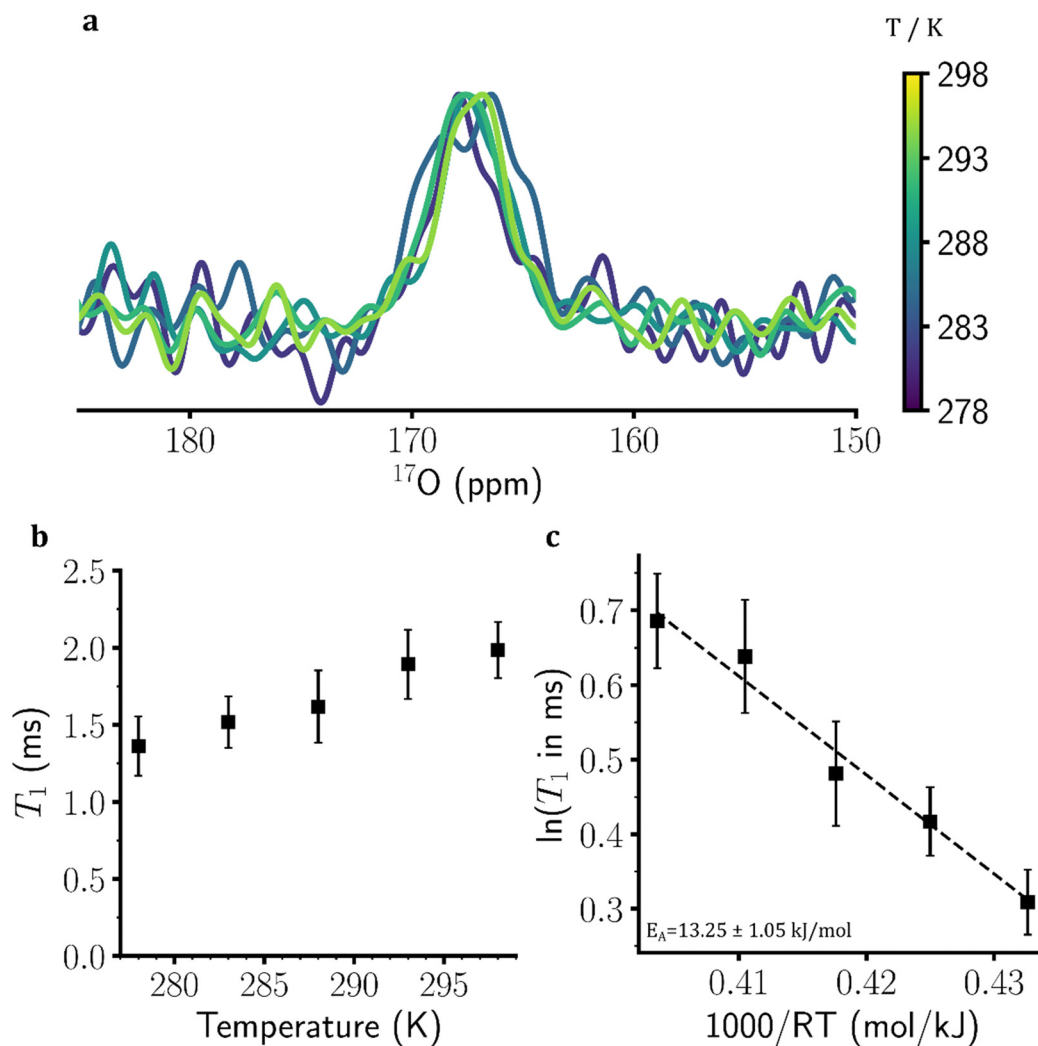 a
T / K
298
293
288
283
278
180 170 160 150
¹⁷O (ppm)
b
2.5
2.0
1.5
1.0
0.5
0.0
T₁ (ms)
280 285 290 295
Temperature (K)
c
0.7
0.6
0.5
0.4
0.3
ln(T₁ in ms)
E_A=13.25 ± 1.05 kJ/mol
0.41 0.42 0.43
1000/RT (mol/kJ)